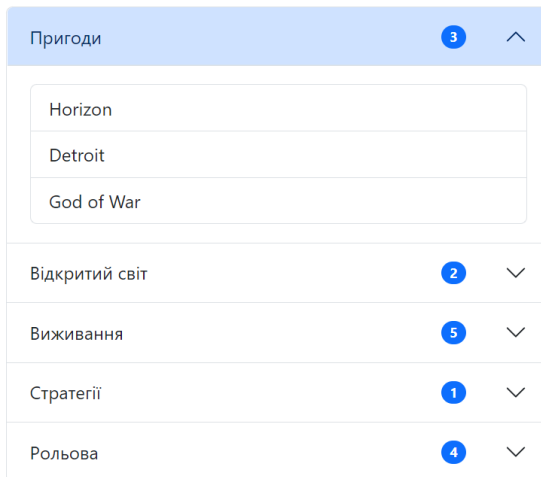 Пригоди 3
Horizon
Detroit
God of War
Відкритий світ 2
Виживання 5
Стратегії 1
Рольова 4